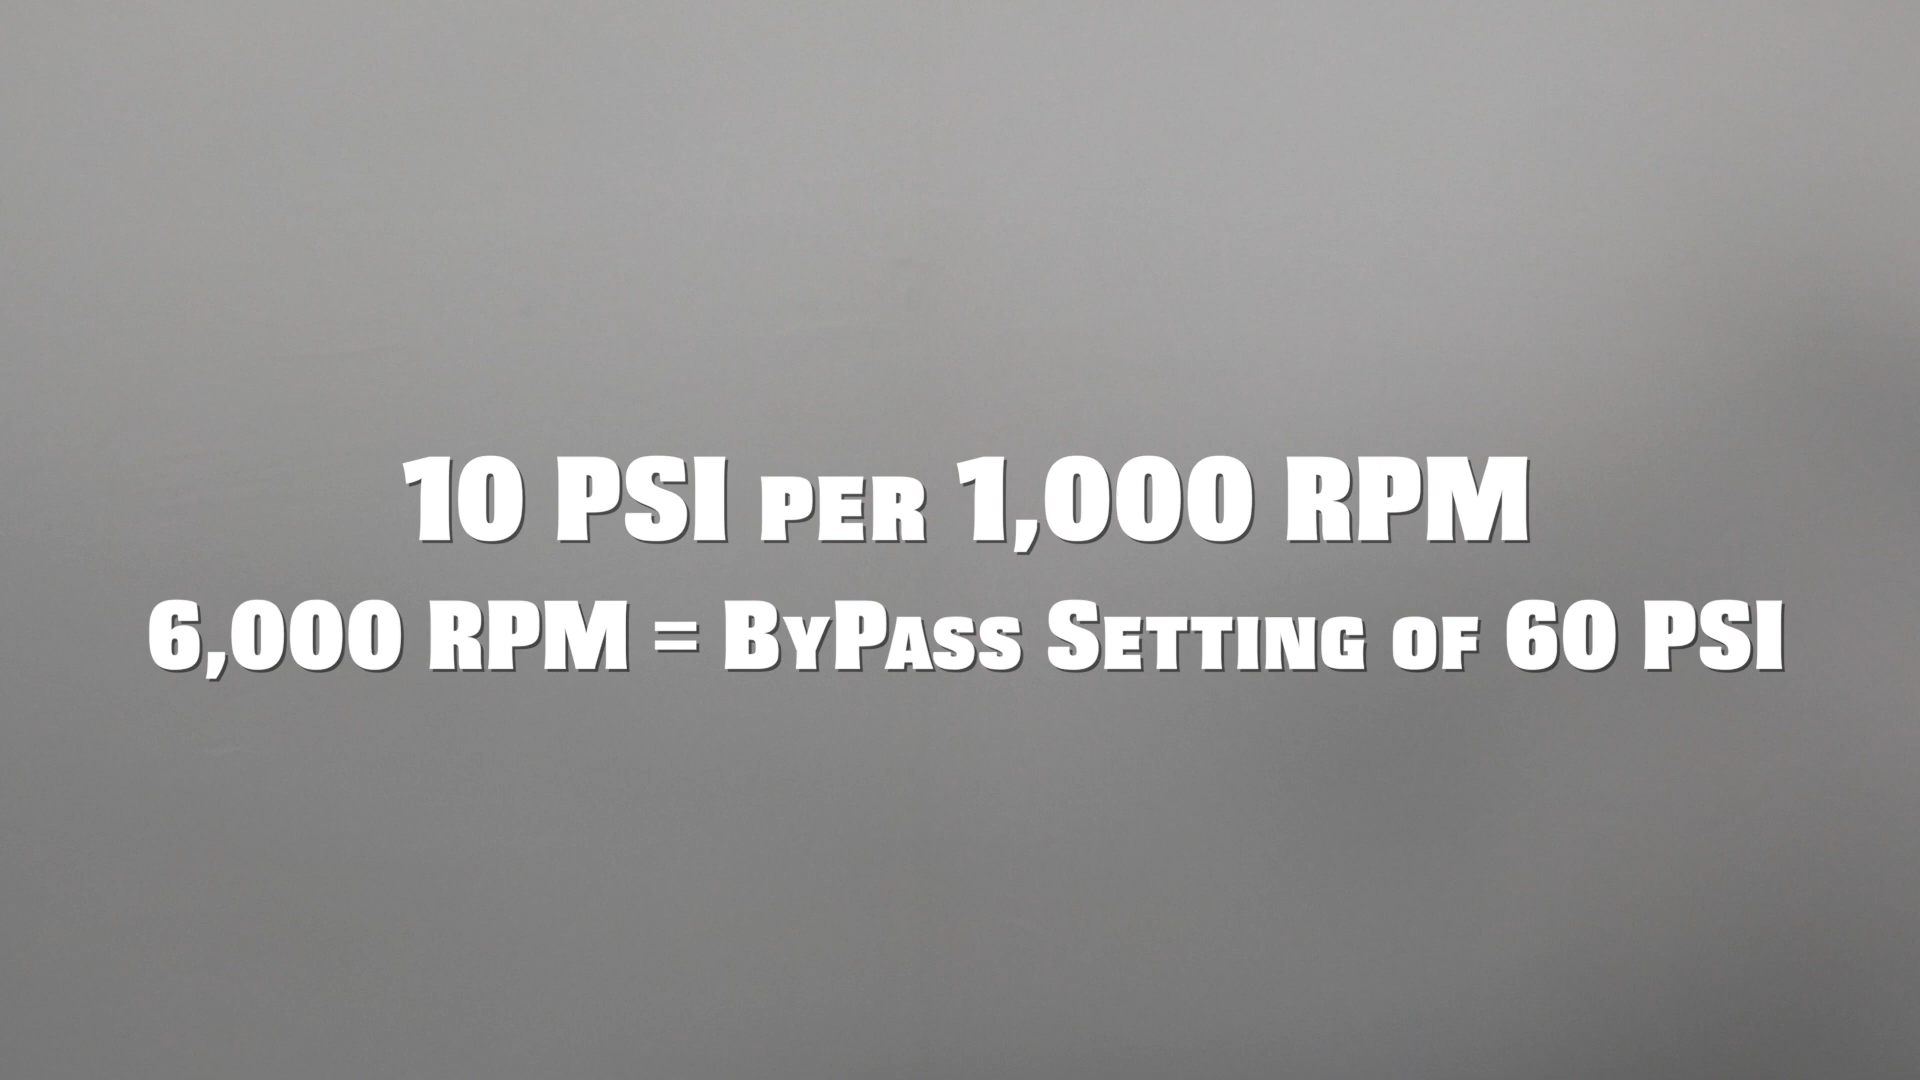 10 PSI per 1,000 RPM
6,000 RPM = ByPass Setting of 60 PSI